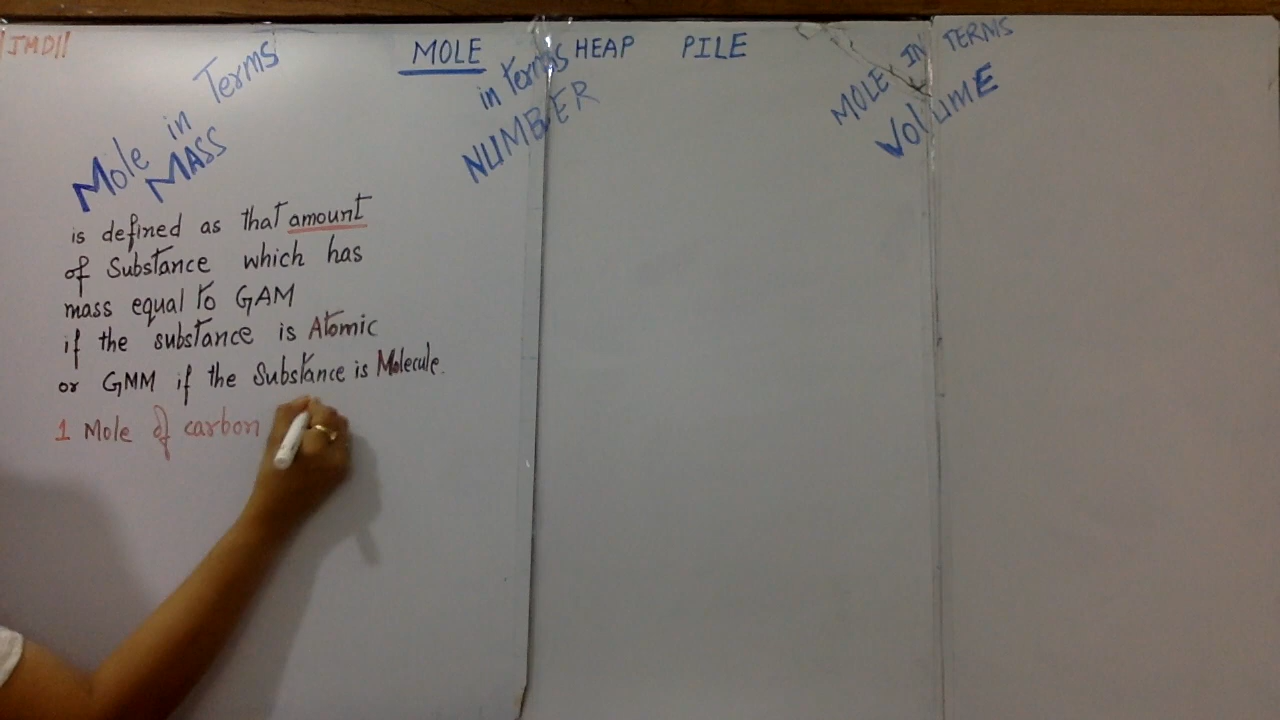 ||JMD||
MOLE HEAP PILE
Mole in Terms
MASS
in terms
NUMBER
MOLE IN TERMS
VOLUME
is defined as that amount
of Substance which has
mass equal to GAM
if the substance is Atomic
or GMM if the Substance is Molecule.
1 Mole of carbon